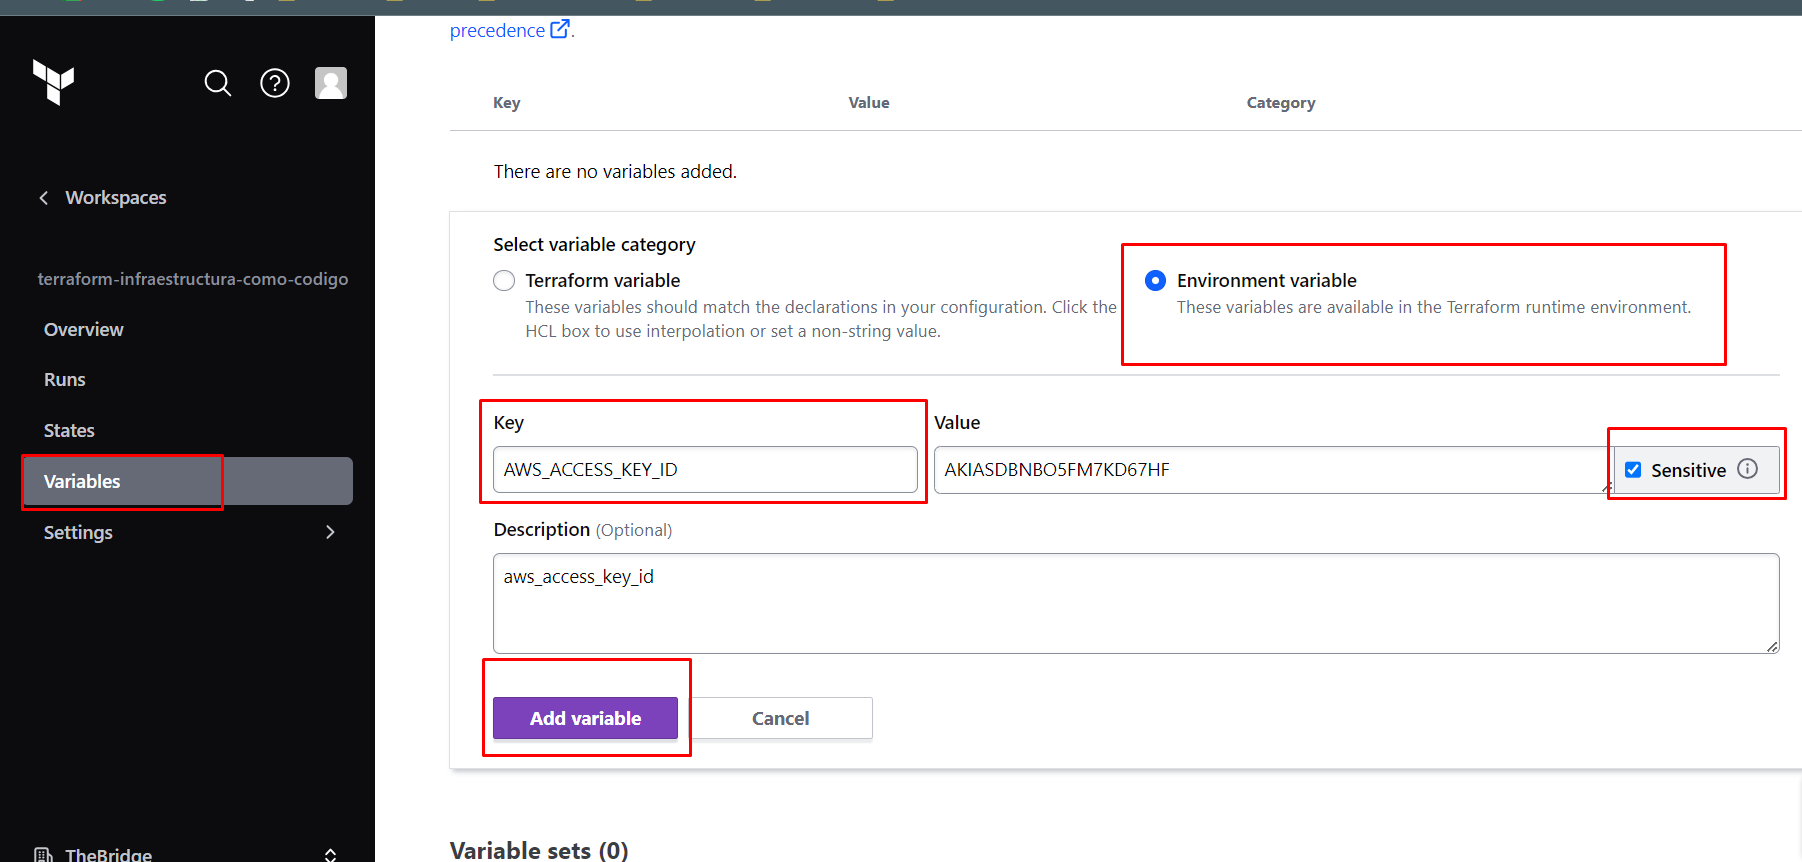 precedence.
Key Value Category
Workspaces
There are no variables added.
Select variable category
terraform-infraestructura-como-codigo
Terraform variable
These variables should match the declarations in your configuration. Click the
HCL box to use interpolation or set a non-string value.
Environment variable
These variables are available in the Terraform runtime environment.
Overview
Runs
States
Variables
Settings
Key
AWS_ACCESS_KEY_ID
Value
AKIASDBNBO5FM7KD67HF
Sensitive
Description (Optional)
aws_access_key_id
Add variable
Cancel
TheBridge
Variable sets (0)